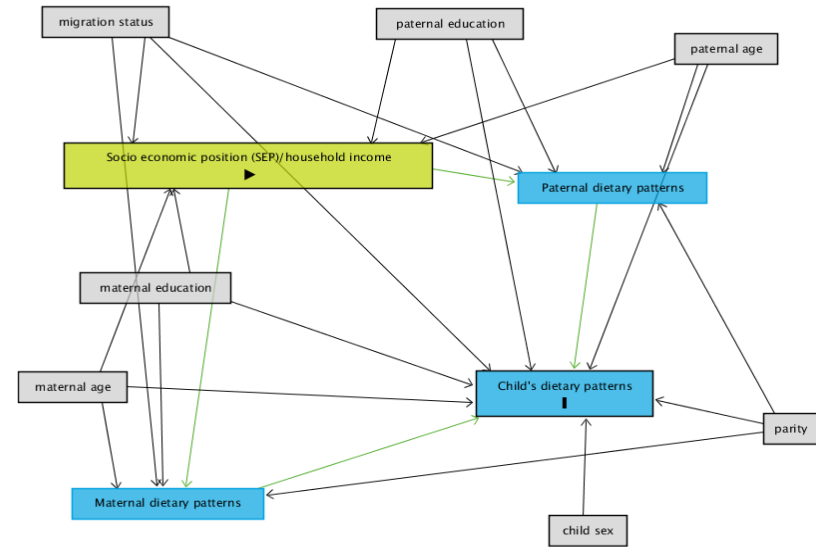 migration status
paternal education
paternal age
Socio economic position (SEP)/household income
Paternal dietary patterns
maternal education
maternal age
Child's dietary patterns
parity
Maternal dietary patterns
child sex